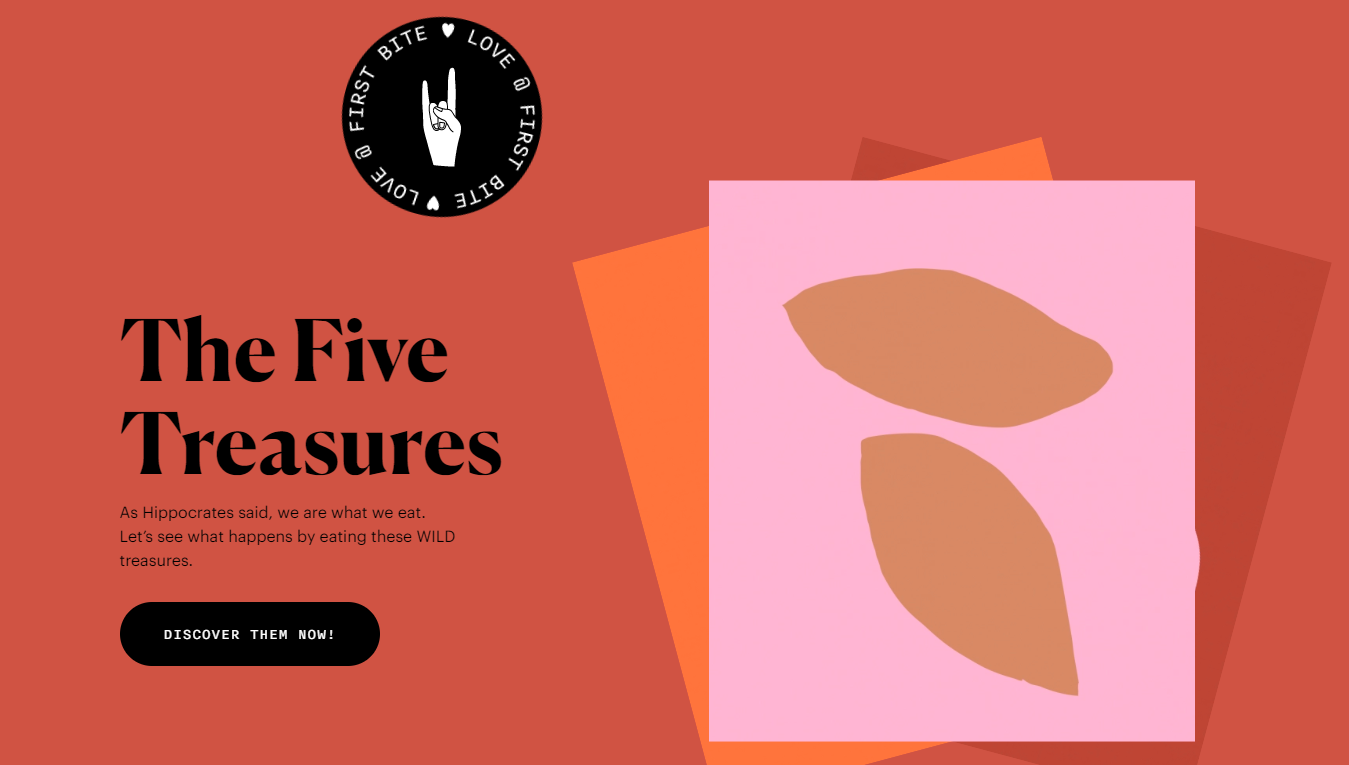 LOVE @ FIRST BITE ♥ LOVE @ FIRST BITE ♥
The Five
Treasures
As Hippocrates said, we are what we eat.
Let’s see what happens by eating these WILD
treasures.
DISCOVER THEM NOW!